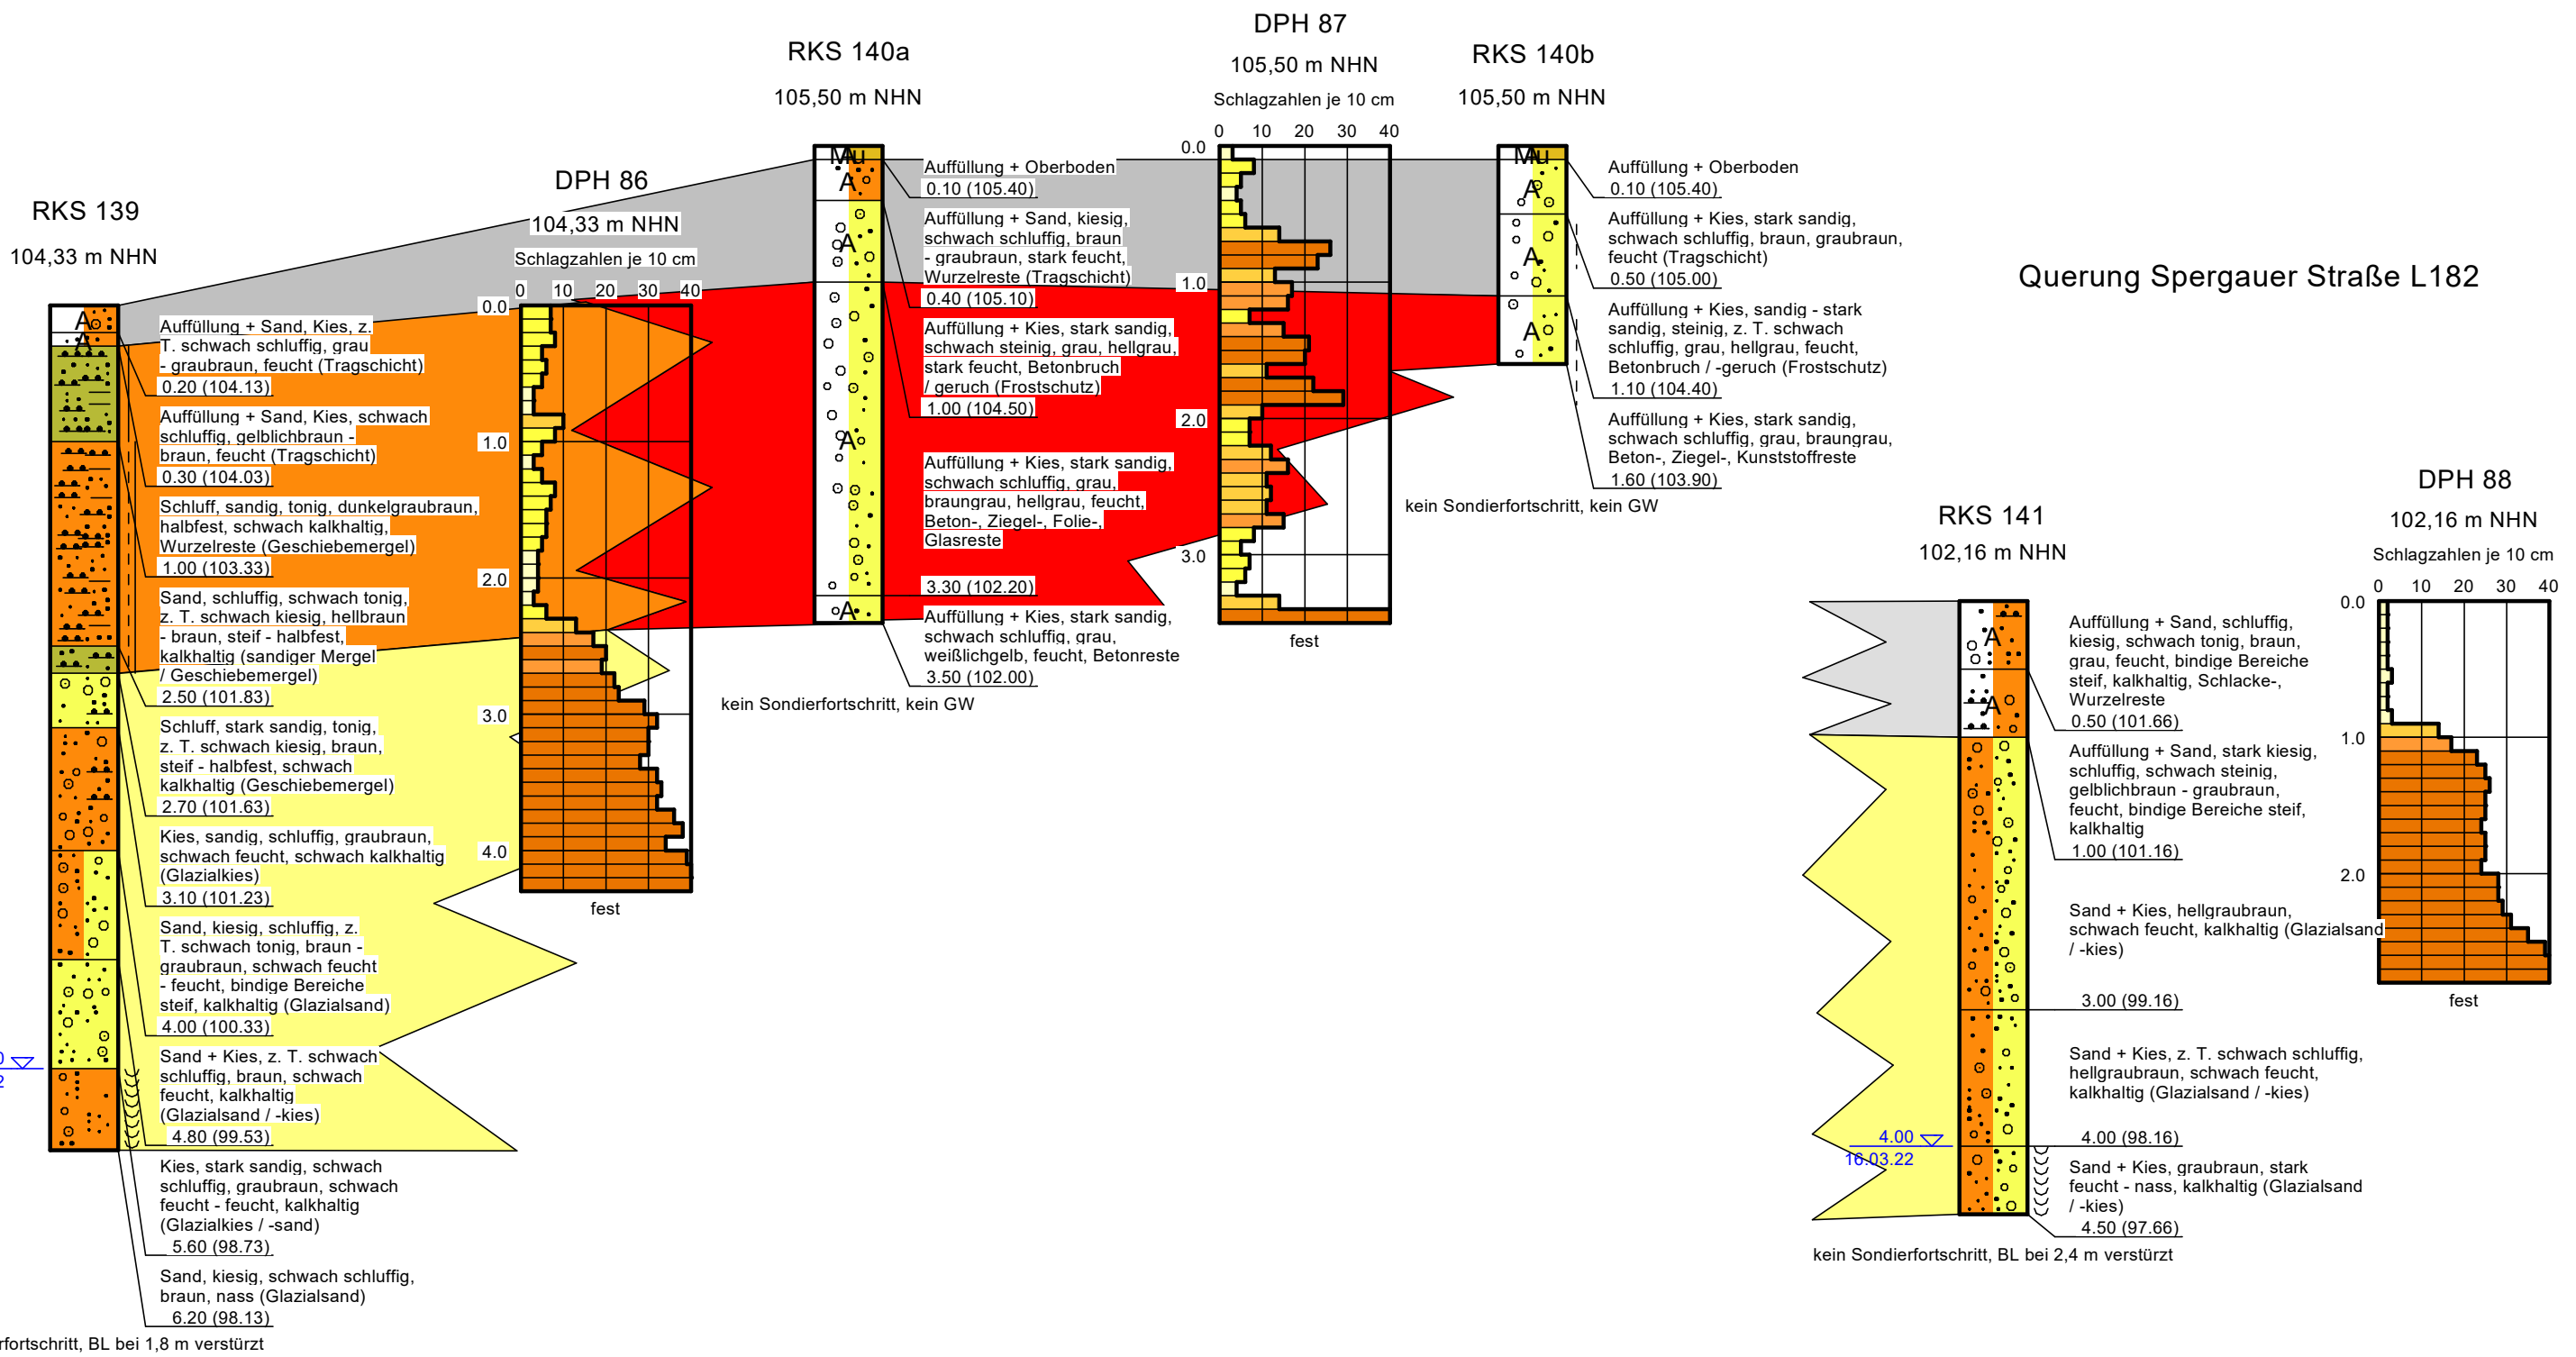 RKS 139
104,33 m NHN
A
A
Auffüllung + Sand, Kies, z.
T. schwach schluffig, grau
- graubraun, feucht (Tragschicht)
0.20 (104.13)
Auffüllung + Sand, Kies, schwach
schluffig, gelblichbraun -
braun, feucht (Tragschicht)
0.30 (104.03)
Schluff, sandig, tonig, dunkelgraubraun,
halbfest, schwach kalkhaltig,
Wurzelreste (Geschiebemergel)
1.00 (103.33)
Sand, schluffig, schwach tonig,
z. T. schwach kiesig, hellbraun
- braun, steif - halbfest,
kalkhaltig (sandiger Mergel
/ Geschiebemergel)
2.50 (101.83)
Schluff, stark sandig, tonig,
z. T. schwach kiesig, braun,
steif - halbfest, schwach
kalkhaltig (Geschiebemergel)
2.70 (101.63)
Kies, sandig, schluffig, graubraun,
schwach feucht, schwach kalkhaltig
(Glazialkies)
3.10 (101.23)
Sand, kiesig, schluffig, z.
T. schwach tonig, braun -
graubraun, schwach feucht
- feucht, bindige Bereiche
steif, kalkhaltig (Glazialsand)
4.00 (100.33)
Sand + Kies, z. T. schwach
schluffig, braun, schwach
feucht, kalkhaltig
(Glazialsand / -kies)
4.80 (99.53)
Kies, stark sandig, schwach
schluffig, graubraun, schwach
feucht - feucht, kalkhaltig
(Glazialkies / -sand)
5.60 (98.73)
Sand, kiesig, schwach schluffig,
braun, nass (Glazialsand)
6.20 (98.13)
0
2
rfortschritt, BL bei 1,8 m verstürzt
DPH 86
104,33 m NHN
Schlagzahlen je 10 cm
0 10 20 30 40
0.0
1.0
2.0
3.0
4.0
fest
RKS 140a
105,50 m NHN
Mu
A
A
A
A
Auffüllung + Oberboden
0.10 (105.40)
Auffüllung + Sand, kiesig,
schwach schluffig, braun
- graubraun, stark feucht,
Wurzelreste (Tragschicht)
0.40 (105.10)
Auffüllung + Kies, stark sandig,
schwach steinig, grau, hellgrau,
stark feucht, Betonbruch
/ geruch (Frostschutz)
1.00 (104.50)
Auffüllung + Kies, stark sandig,
schwach schluffig, grau,
braungrau, hellgrau, feucht,
Beton-, Ziegel-, Folie-,
Glasreste
3.30 (102.20)
Auffüllung + Kies, stark sandig,
schwach schluffig, grau,
weißlichgelb, feucht, Betonreste
3.50 (102.00)
kein Sondierfortschritt, kein GW
DPH 87
105,50 m NHN
Schlagzahlen je 10 cm
0 10 20 30 40
0.0
1.0
2.0
3.0
fest
RKS 140b
105,50 m NHN
Mu
A
A
A
Auffüllung + Oberboden
0.10 (105.40)
Auffüllung + Kies, stark sandig,
schwach schluffig, braun, graubraun,
feucht (Tragschicht)
0.50 (105.00)
Auffüllung + Kies, sandig - stark
sandig, steinig, z. T. schwach
schluffig, grau, hellgrau, feucht,
Betonbruch / -geruch (Frostschutz)
1.10 (104.40)
Auffüllung + Kies, stark sandig,
schwach schluffig, grau, braungrau,
Beton-, Ziegel-, Kunststoffreste
1.60 (103.90)
kein Sondierfortschritt, kein GW
Querung Spergauer Straße L182
RKS 141
102,16 m NHN
A
A
Auffüllung + Sand, schluffig,
kiesig, schwach tonig, braun,
grau, feucht, bindige Bereiche
steif, kalkhaltig, Schlacke-,
Wurzelreste
0.50 (101.66)
Auffüllung + Sand, stark kiesig,
schluffig, schwach steinig,
gelblichbraun - graubraun,
feucht, bindige Bereiche steif,
kalkhaltig
1.00 (101.16)
Sand + Kies, hellgraubraun,
schwach feucht, kalkhaltig (Glazialsand
/ -kies)
3.00 (99.16)
Sand + Kies, z. T. schwach schluffig,
hellgraubraun, schwach feucht,
kalkhaltig (Glazialsand / -kies)
4.00 (98.16)
4.00
16.03.22
Sand + Kies, graubraun, stark
feucht - nass, kalkhaltig (Glazialsand
/ -kies)
4.50 (97.66)
kein Sondierfortschritt, BL bei 2,4 m verstürzt
DPH 88
102,16 m NHN
Schlagzahlen je 10 cm
0 10 20 30 40
0.0
1.0
2.0
fest